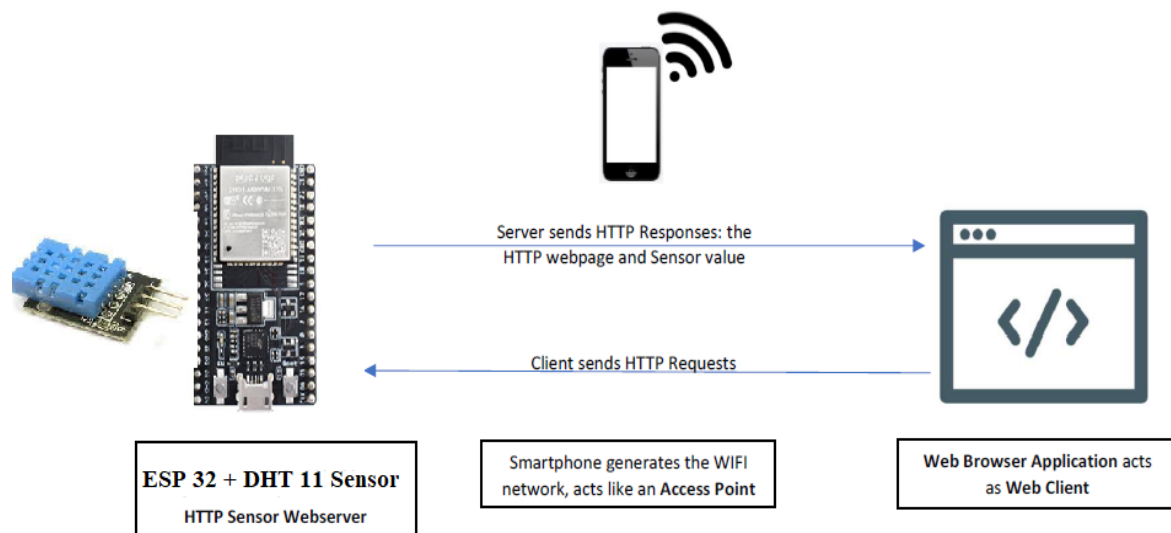 Server sends HTTP Responses: the
HTTP webpage and Sensor value
</>
Client sends HTTP Requests
ESP 32 + DHT 11 Sensor
HTTP Sensor Webserver
Smartphone generates the WIFI
network, acts like an Access Point
Web Browser Application acts
as Web Client